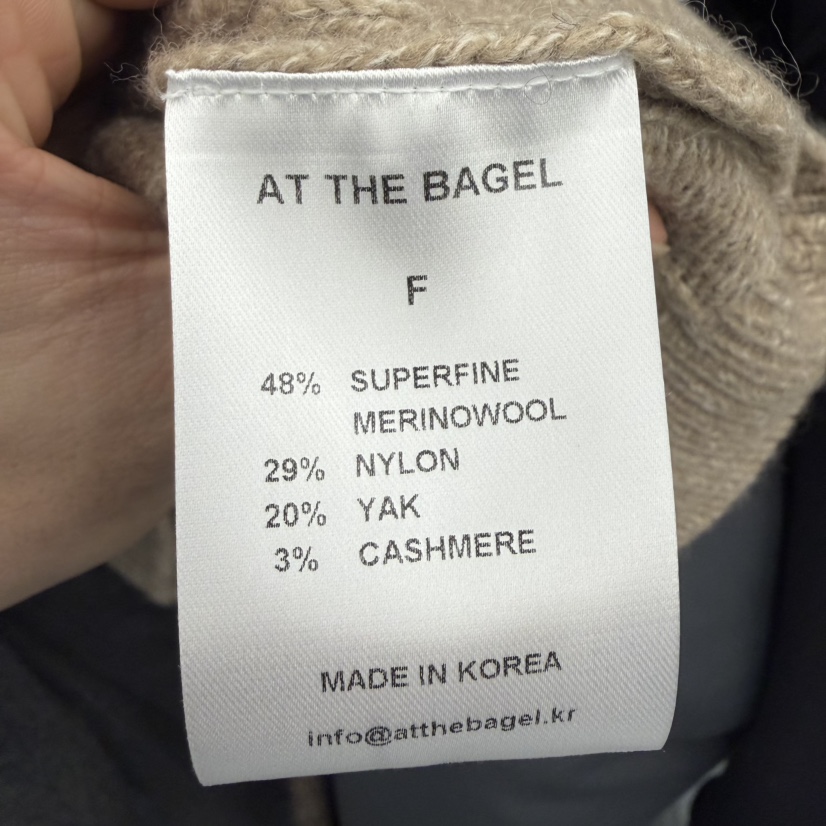 AT THE BAGEL
F
48% SUPERFINE
MERINOWOOL
29% NYLON
20% YAK
3% CASHMERE
MADE IN KOREA
info@atthebagel.kr